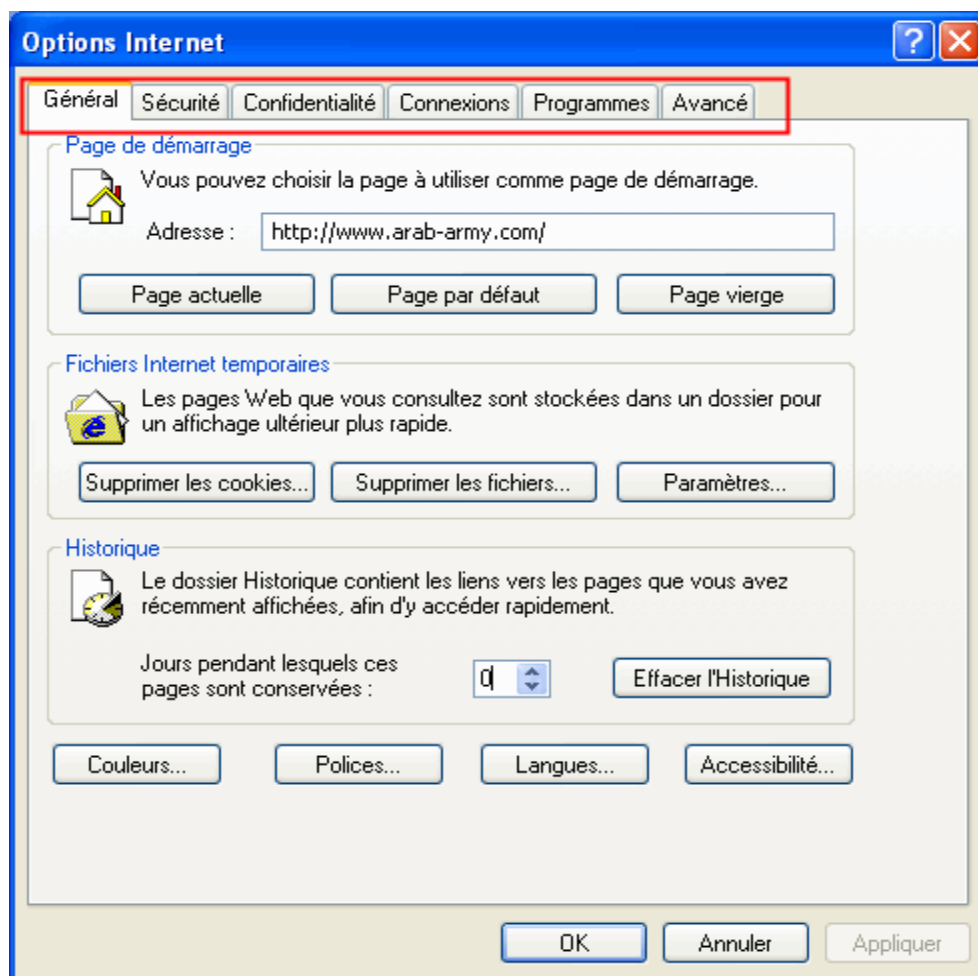 Options Internet
Général Sécurité Confidentialité Connexions Programmes Avancé
Page de démarrage
Vous pouvez choisir la page à utiliser comme page de démarrage.
Adresse : http://www.arab-army.com/
Page actuelle Page par défaut Page vierge
Fichiers Internet temporaires
Les pages Web que vous consultez sont stockées dans un dossier pour
un affichage ultérieur plus rapide.
Supprimer les cookies... Supprimer les fichiers... Paramètres...
Historique
Le dossier Historique contient les liens vers les pages que vous avez
récemment affichées, afin d'y accéder rapidement.
Jours pendant lesquels ces
pages sont conservées : 0 Effacer l'Historique
Couleurs... Polices... Langues... Accessibilité...
OK Annuler Appliquer